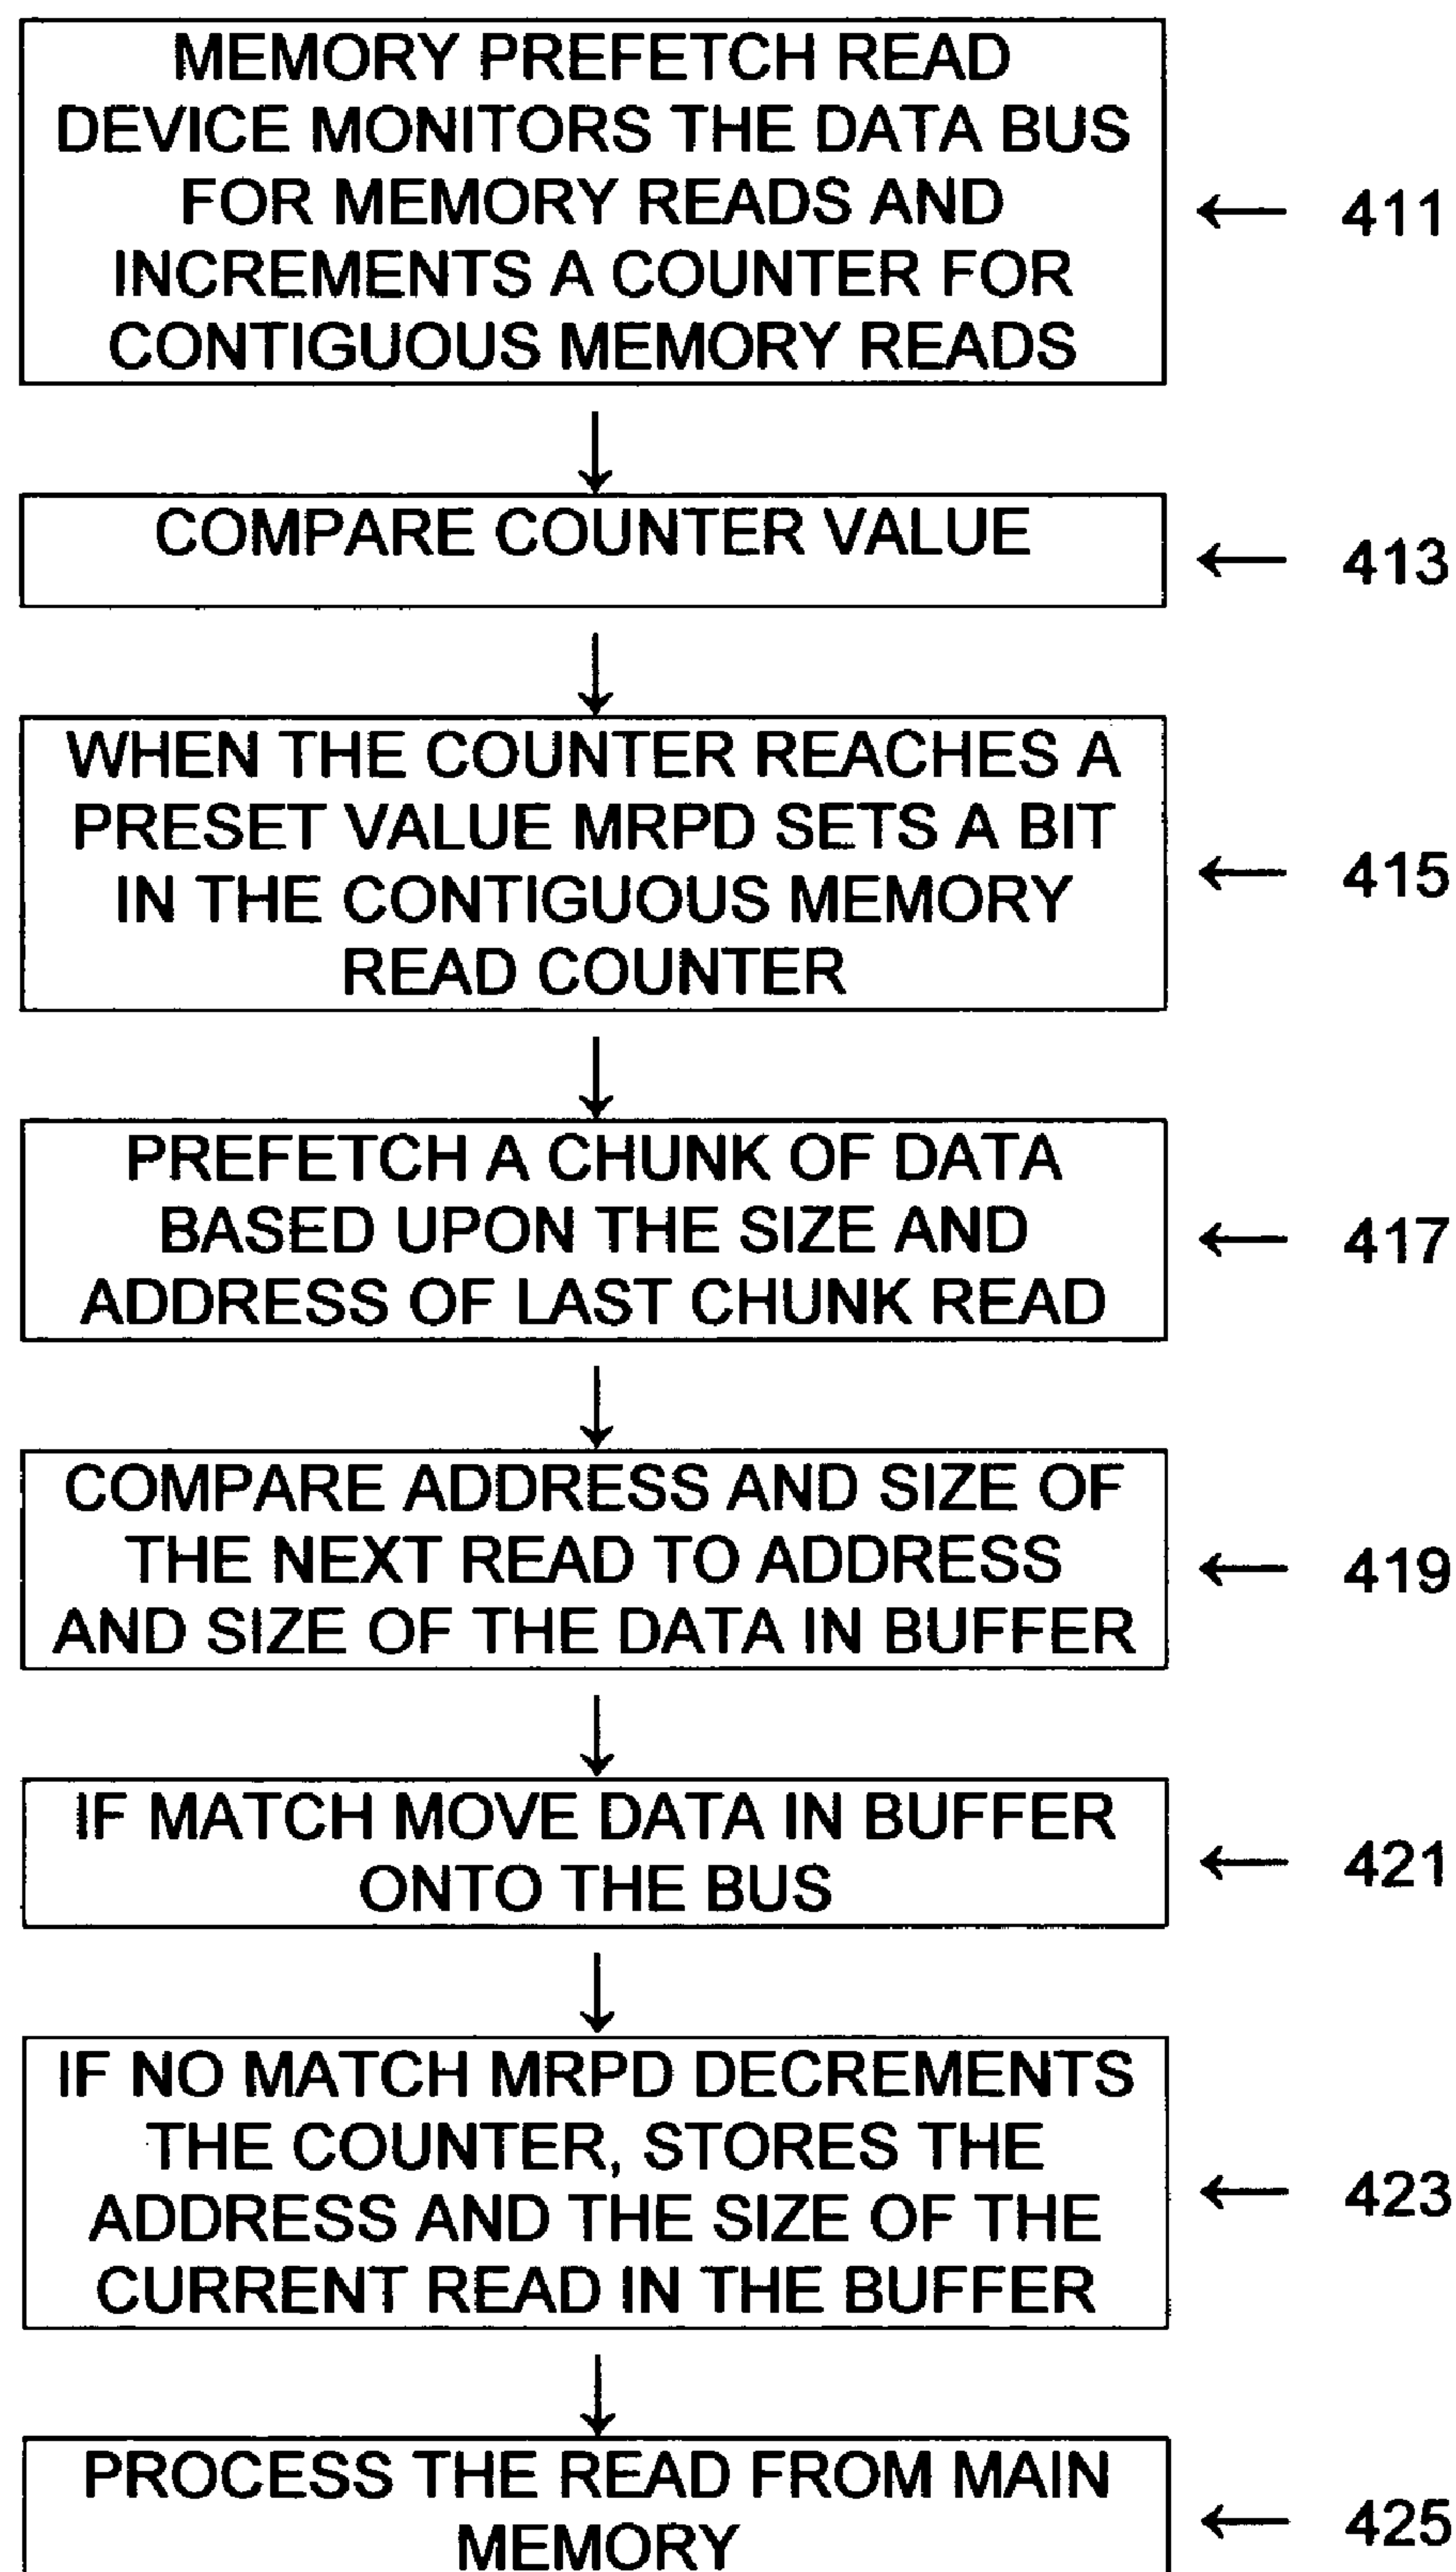 MEMORY PREFETCH READ
DEVICE MONITORS THE DATA BUS
FOR MEMORY READS AND
INCREMENTS A COUNTER FOR
CONTIGUOUS MEMORY READS
411
COMPARE COUNTER VALUE
413
WHEN THE COUNTER REACHES A
PRESET VALUE MRPD SETS A BIT
IN THE CONTIGUOUS MEMORY
READ COUNTER
415
PREFETCH A CHUNK OF DATA
BASED UPON THE SIZE AND
ADDRESS OF LAST CHUNK READ
417
COMPARE ADDRESS AND SIZE OF
THE NEXT READ TO ADDRESS
AND SIZE OF THE DATA IN BUFFER
419
IF MATCH MOVE DATA IN BUFFER
ONTO THE BUS
421
IF NO MATCH MRPD DECREMENTS
THE COUNTER, STORES THE
ADDRESS AND THE SIZE OF THE
CURRENT READ IN THE BUFFER
423
PROCESS THE READ FROM MAIN
MEMORY
425